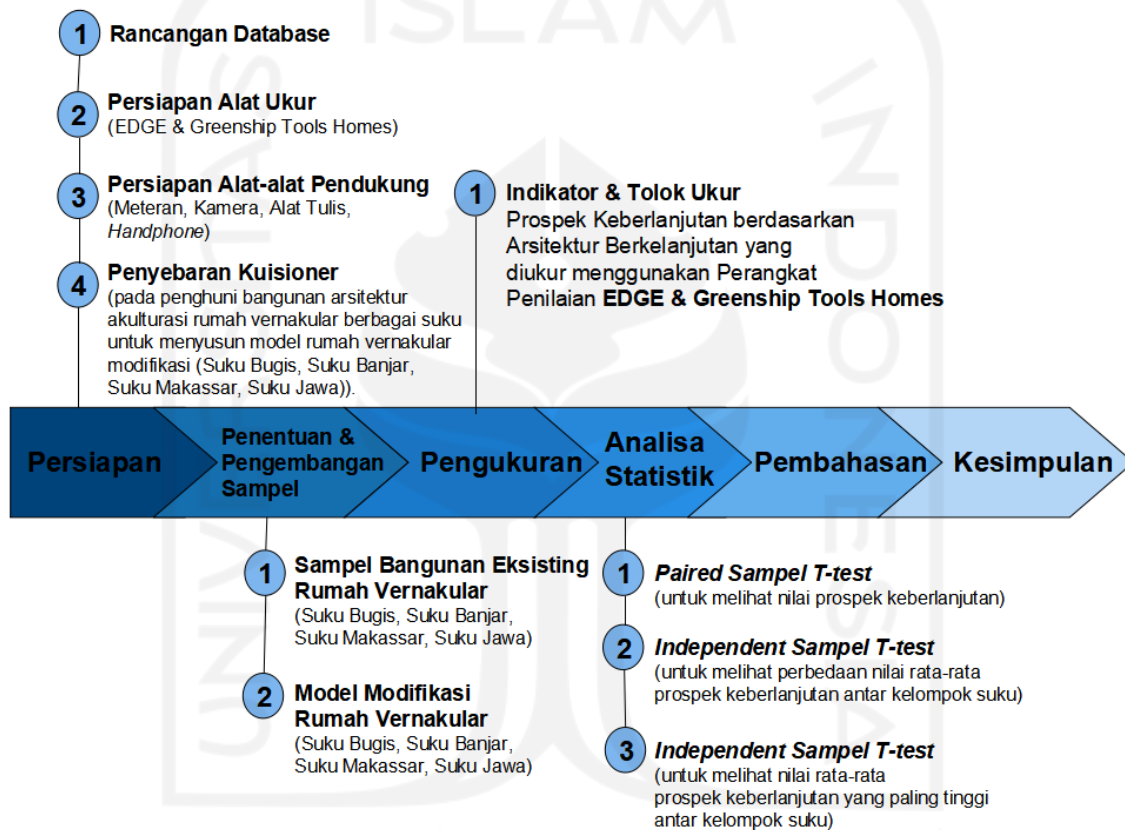 ISLAM
UNIVERSITAS
INDONESIA
1 Rancangan Database
2 Persiapan Alat Ukur
(EDGE & Greenship Tools Homes)
3 Persiapan Alat-alat Pendukung
(Meteran, Kamera, Alat Tulis,
Handphone)
4 Penyebaran Kuisioner
(pada penghuni bangunan arsitektur
akulturasi rumah vernakular berbagai suku
untuk menyusun model rumah vernakular
modifikasi (Suku Bugis, Suku Banjar,
Suku Makassar, Suku Jawa)).
1 Indikator & Tolok Ukur
Prospek Keberlanjutan berdasarkan
Arsitektur Berkelanjutan yang
diukur menggunakan Perangkat
Penilaian EDGE & Greenship Tools Homes
Persiapan
Penentuan &
Pengembangan
Sampel
Pengukuran
Analisa
Statistik
Pembahasan
Kesimpulan
1 Sampel Bangunan Eksisting
Rumah Vernakular
(Suku Bugis, Suku Banjar,
Suku Makassar, Suku Jawa)
2 Model Modifikasi
Rumah Vernakular
(Suku Bugis, Suku Banjar,
Suku Makassar, Suku Jawa)
1 Paired Sampel T-test
(untuk melihat nilai prospek keberlanjutan)
2 Independent Sampel T-test
(untuk melihat perbedaan nilai rata-rata
prospek keberlanjutan antar kelompok suku)
3 Independent Sampel T-test
(untuk melihat nilai rata-rata
prospek keberlanjutan yang paling tinggi
antar kelompok suku)